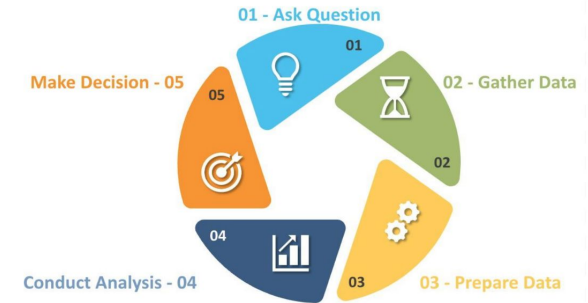 01 - Ask Question
01
Make Decision - 05
05
02 - Gather Data
02
04
Conduct Analysis - 04
03
03 - Prepare Data